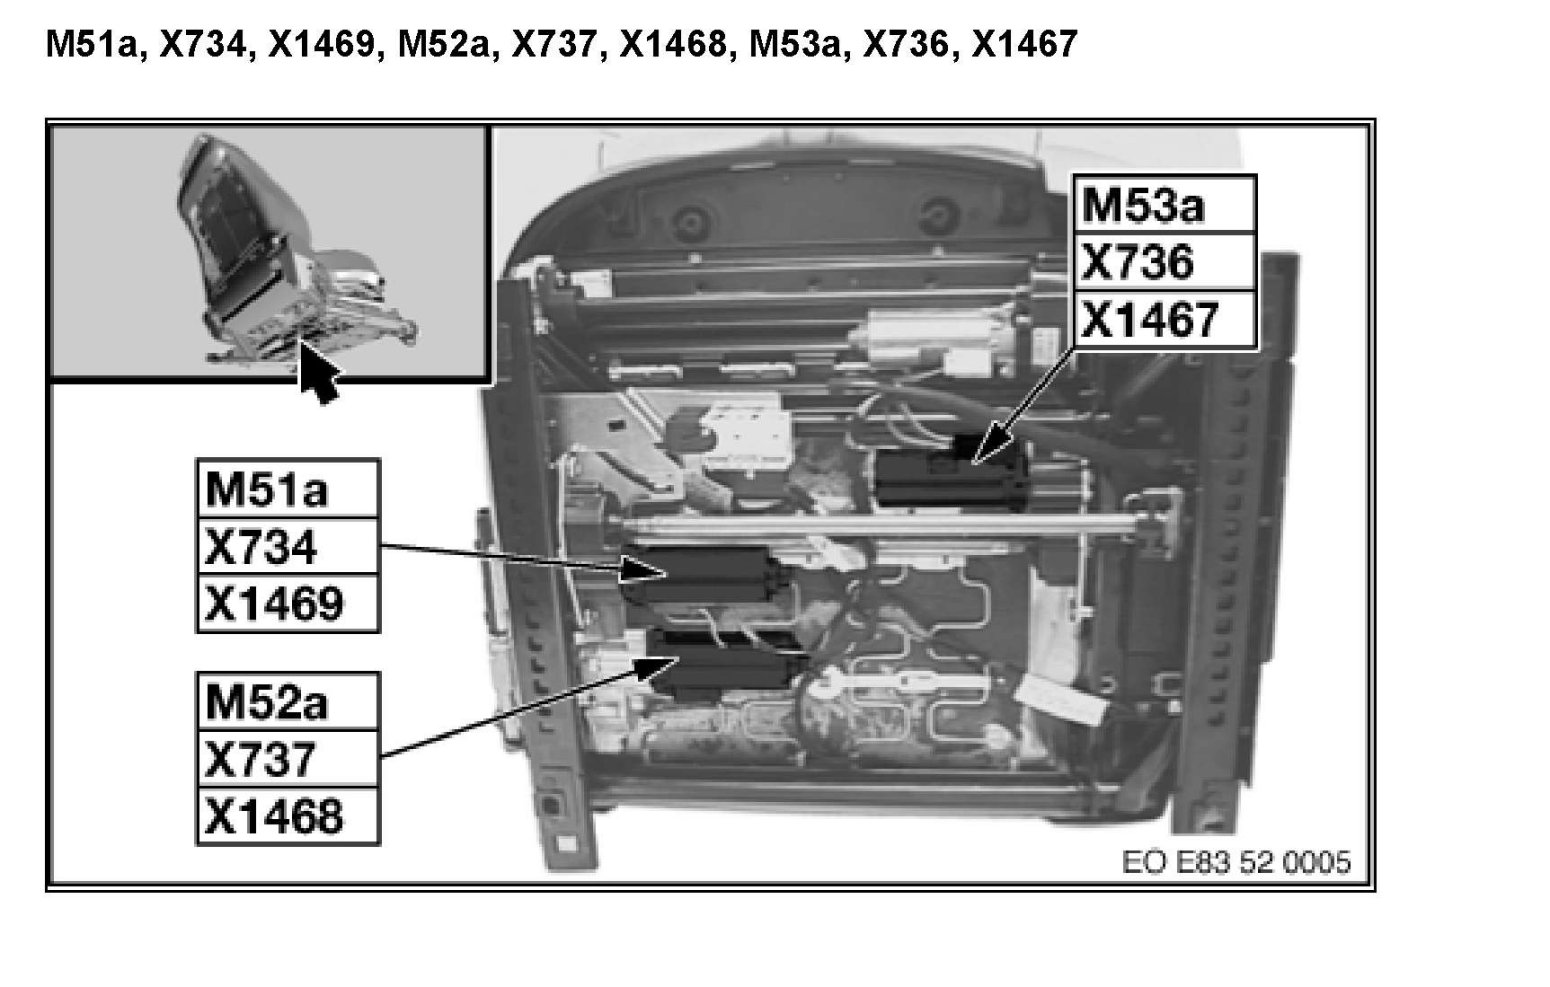 M51a, X734, X1469, M52a, X737, X1468, M53a, X736, X1467
M53a
X736
X1467
M51a
X734
X1469
M52a
X737
X1468
EO E83 52 0005